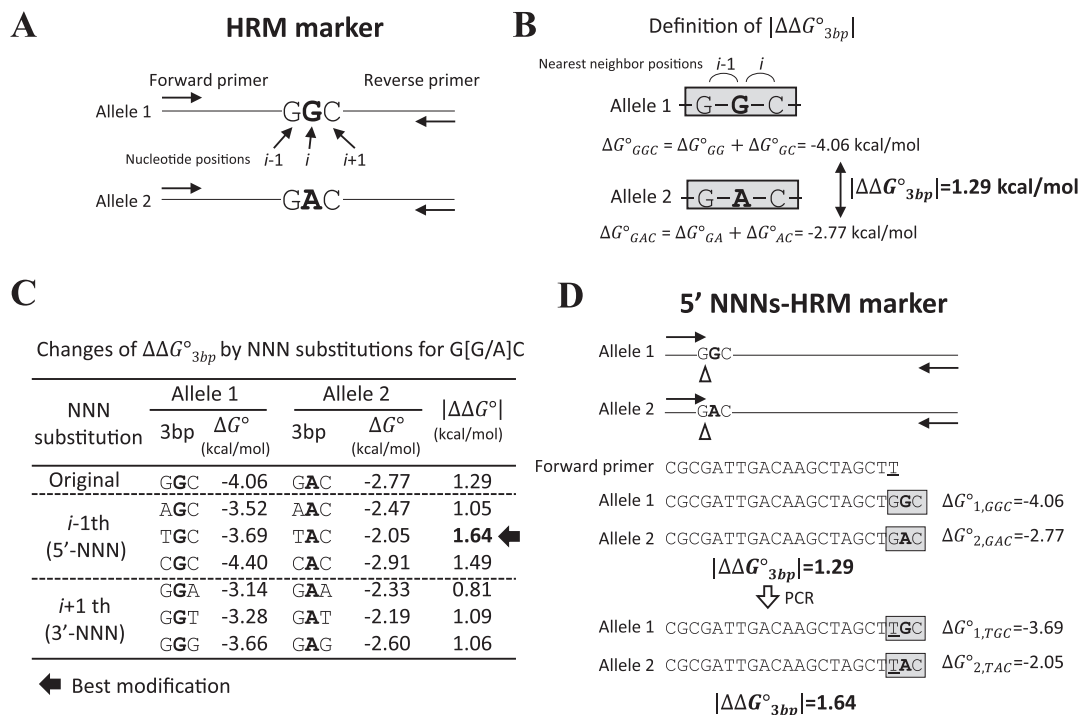 A
HRM marker
Forward primer
Reverse primer
Allele 1
GGC
Nucleotide positions
i-1
i
i+1
Allele 2
GAC
B
Definition of |ΔΔG°3bp|
Nearest neighbor positions
i-1
i
Allele 1
G-G-C
ΔG°GGC = ΔG°GG + ΔG°GC = -4.06 kcal/mol
|ΔΔG°3bp|=1.29 kcal/mol
Allele 2
G-A-C
ΔG°GAC = ΔG°GA + ΔG°AC= -2.77 kcal/mol
C
Changes of ΔΔG°3bp by NNN substitutions for G[G/A]C
NNN substitution Allele 1 Allele 2 |ΔΔG°| (kcal/mol)
3bp ΔG° (kcal/mol) 3bp ΔG° (kcal/mol)
Original GGC -4.06 GAC -2.77 1.29
i-1th (5'-NNN)
AGC -3.52 AAC -2.47 1.05
TGC -3.69 TAC -2.05 1.64
CGC -4.40 CAC -2.91 1.49
i+1 th (3'-NNN)
GGA -3.14 GAA -2.33 0.81
GGT -3.28 GAT -2.19 1.09
GGG -3.66 GAG -2.60 1.06
Best modification
D
5' NNNs-HRM marker
Allele 1
GGC
Allele 2
GAC
Forward primer CGCGATTGACAAGCTAGCTT
Allele 1 CGCGATTGACAAGCTAGCTGGC ΔG°1,GGC=-4.06
Allele 2 CGCGATTGACAAGCTAGCTGAC ΔG°2,GAC=-2.77
|ΔΔG°3bp|=1.29
PCR
Allele 1 CGCGATTGACAAGCTAGCTTGC ΔG°1,TGC=-3.69
Allele 2 CGCGATTGACAAGCTAGCTTAC ΔG°2,TAC=-2.05
|ΔΔG°3bp|=1.64